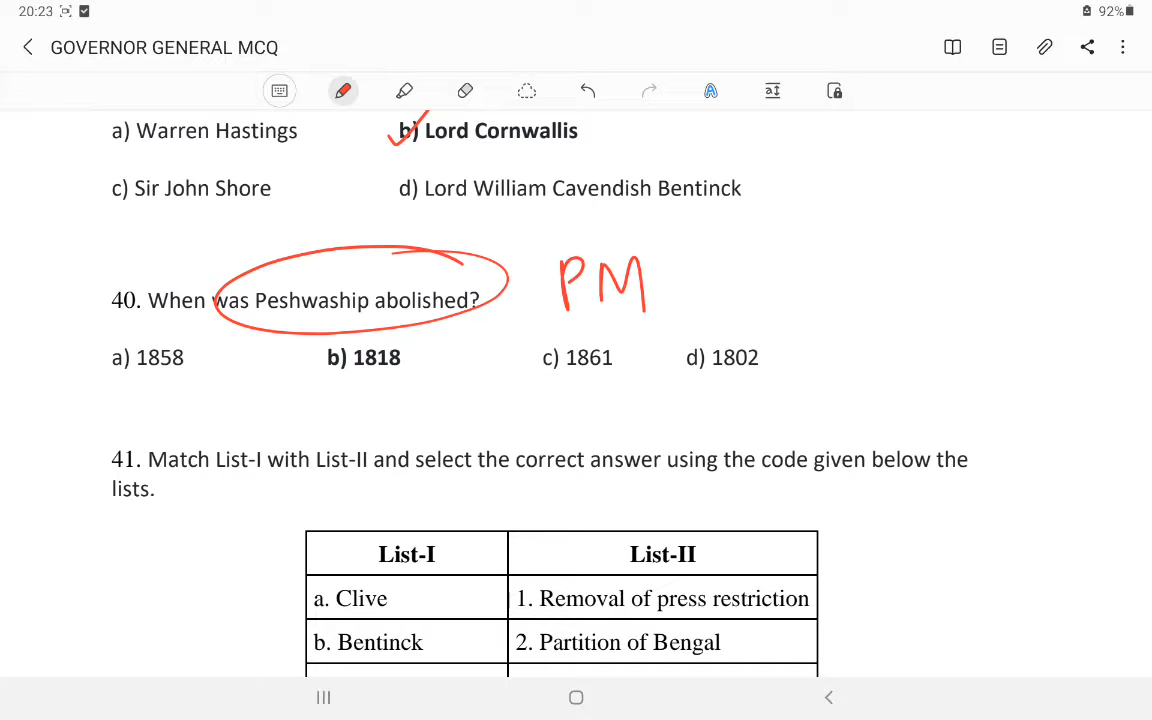 20:23 92%
GOVERNOR GENERAL MCQ
a) Warren Hastings b) Lord Cornwallis
c) Sir John Shore d) Lord William Cavendish Bentinck
40. When was Peshwaship abolished? PM
a) 1858 b) 1818 c) 1861 d) 1802
41. Match List-I with List-II and select the correct answer using the code given below the
lists.
List-I List-II
a. Clive 1. Removal of press restriction
b. Bentinck 2. Partition of Bengal